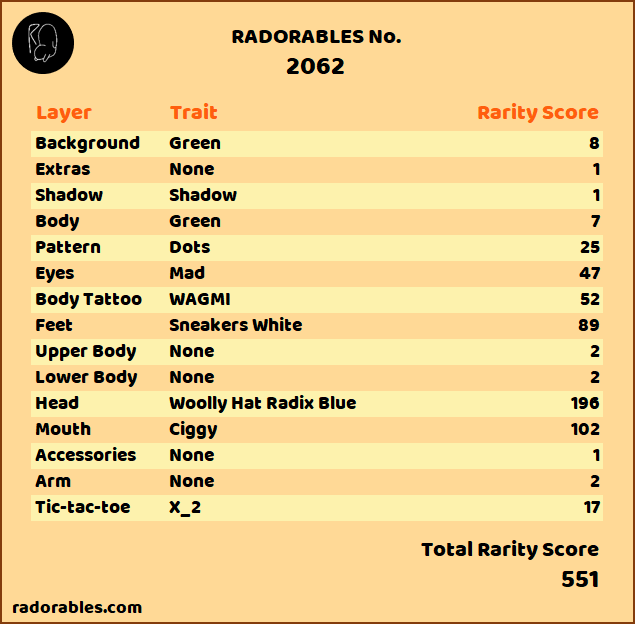 RADORABLES No.
2062
Layer Trait Rarity Score
Background Green 8
Extras None 1
Shadow Shadow 1
Body Green 7
Pattern Dots 25
Eyes Mad 47
Body Tattoo WAGMI 52
Feet Sneakers White 89
Upper Body None 2
Lower Body None 2
Head Woolly Hat Radix Blue 196
Mouth Ciggy 102
Accessories None 1
Arm None 2
Tic-tac-toe X_2 17
Total Rarity Score
551
radorables.com